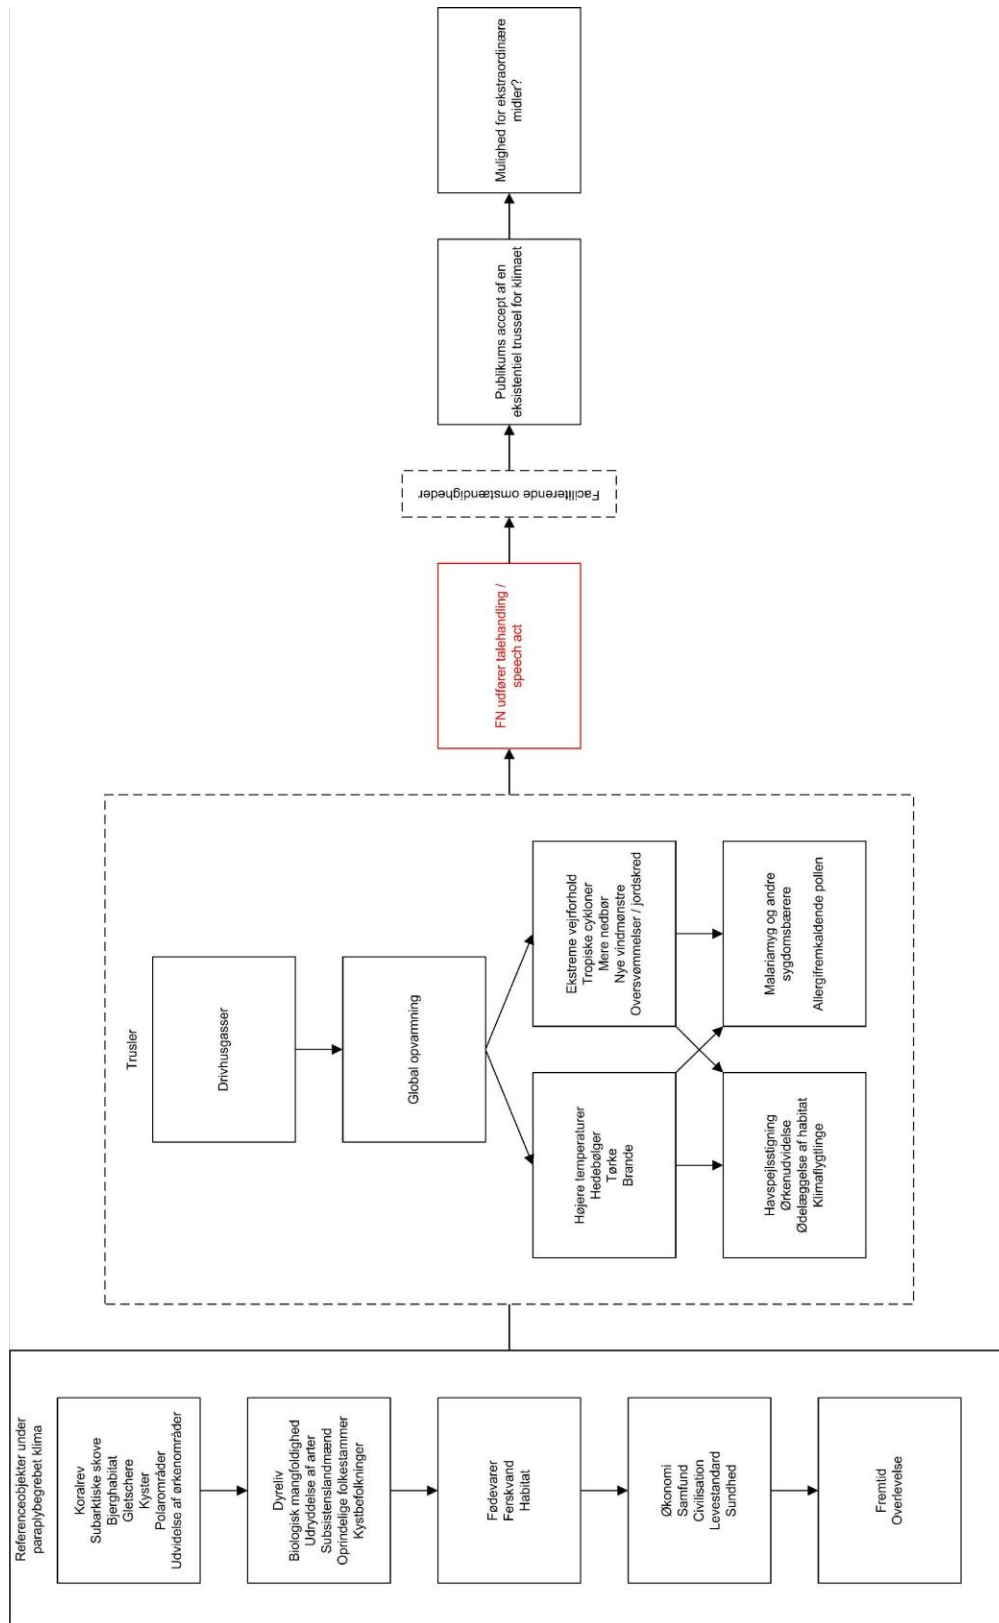 Referenceobjekter under
paraplybegrebet klima
Koralrev
Subarktiske skove
Bjerghabitat
Gletschere
Kyster
Polarområder
Udvidelse af ørkenområder
Dyreliv
Biologisk mangfoldighed
Udryddelse af arter
Subsistenslandmænd
Oprindelige folkestammer
Kystbefolkninger
Fødevarer
Ferskvand
Habitat
Økonomi
Samfund
Civilisation
Levestandard
Sundhed
Fremtid
Overlevelse
Trusler
Drivhusgasser
Global opvarmning
Højere temperaturer
Hedebølger
Tørke
Brande
Ekstreme vejrforhold
Tropiske cykloner
Mere nedbør
Nye vindmønstre
Oversvømmelser / jordskred
Havspejlsstigning
Ørkenudvidelse
Ødelæggelse af habitat
Klimaflygtlinge
Malariamyg og andre
sygdomsbærere
Allergifremkaldende pollen
FN udfører talehandling /
speech act
Faciliterende omstændigheder
Publikums accept af en
eksistentiel trussel for klimaet
Mulighed for ekstraordinære
midler?